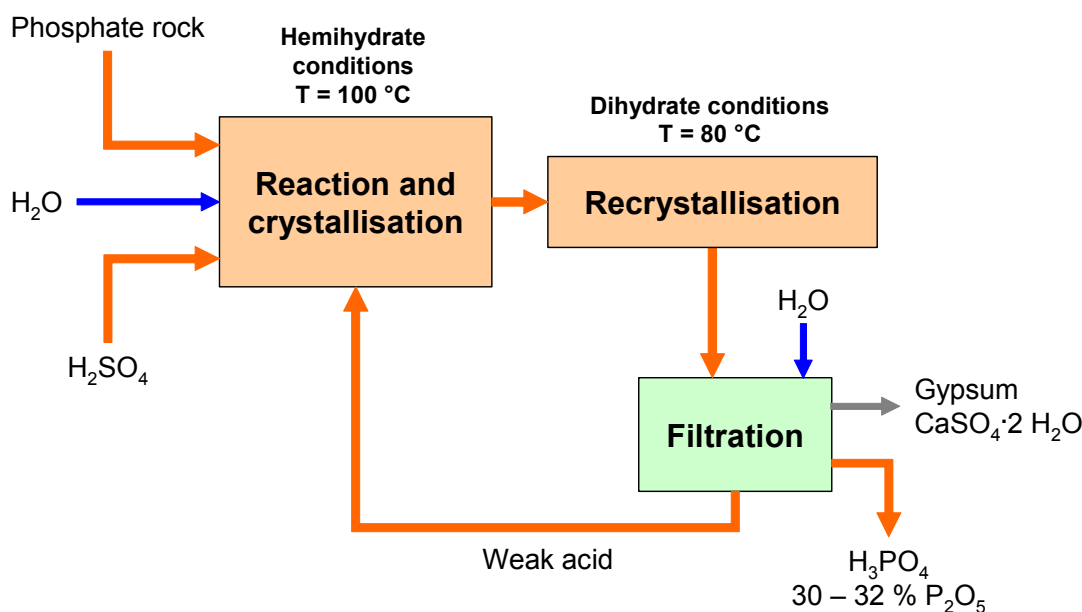 Phosphate rock
Hemihydrate
conditions
T = 100 °C
Dihydrate conditions
T = 80 °C
Reaction and
crystallisation
Recrystallisation
H₂O
H₂SO₄
H₂O
Filtration
Gypsum
CaSO₄·2 H₂O
Weak acid
H₃PO₄
30 – 32 % P₂O₅